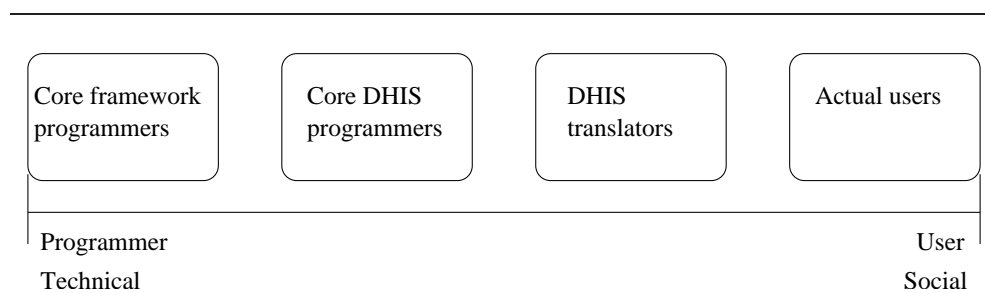 Core framework
programmers
Core DHIS
programmers
DHIS
translators
Actual users
Programmer
User
Technical
Social